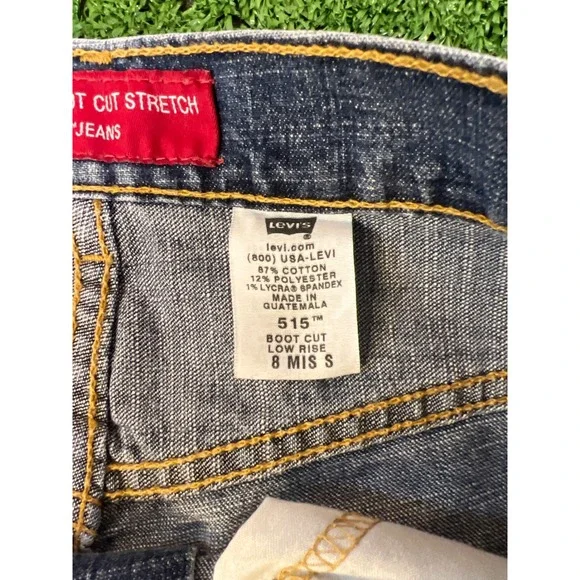 OT CUT STRETCH
JEANS
LEVI'S
®
levi.com
(800) USA-LEVI
87% COTTON
12% POLYESTER
1% LYCRA® SPANDEX
MADE IN
GUATEMALA
515™
BOOT CUT
LOW RISE
8 MIS S